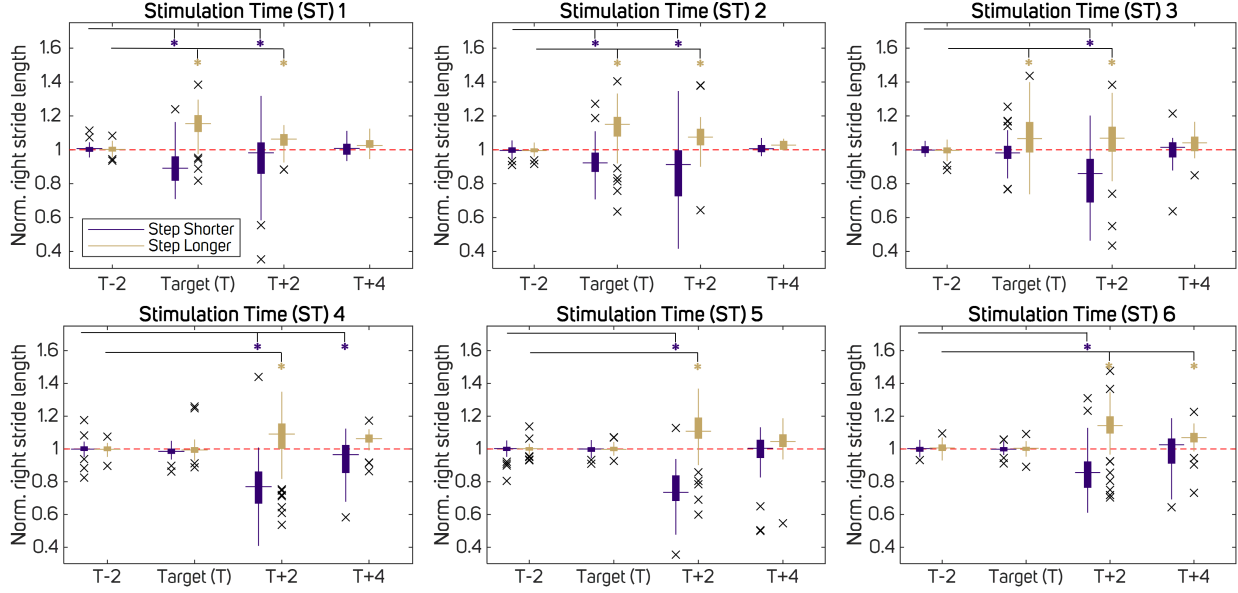 Stimulation Time (ST) 1
Norm. right stride length
1.6
1.4
1.2
1
0.8
0.6
0.4
* *
* *
Step Shorter
Step Longer
T-2 Target (T) T+2 T+4
Stimulation Time (ST) 2
Norm. right stride length
1.6
1.4
1.2
1
0.8
0.6
0.4
* *
* *
T-2 Target (T) T+2 T+4
Stimulation Time (ST) 3
Norm. right stride length
1.6
1.4
1.2
1
0.8
0.6
0.4
*
* *
T-2 Target (T) T+2 T+4
Stimulation Time (ST) 4
Norm. right stride length
1.6
1.4
1.2
1
0.8
0.6
0.4
* *
*
T-2 Target (T) T+2 T+4
Stimulation Time (ST) 5
Norm. right stride length
1.6
1.4
1.2
1
0.8
0.6
0.4
*
*
T-2 Target (T) T+2 T+4
Stimulation Time (ST) 6
Norm. right stride length
1.6
1.4
1.2
1
0.8
0.6
0.4
*
* *
T-2 Target (T) T+2 T+4